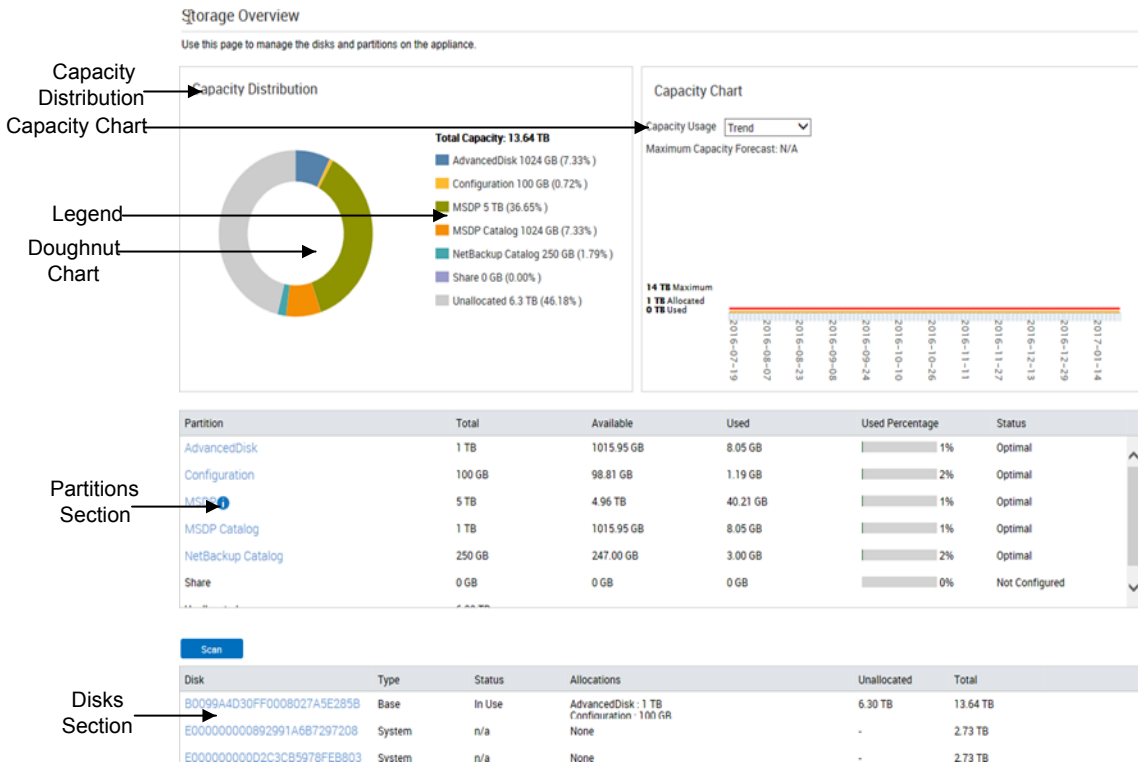 Storage Overview
Use this page to manage the disks and partitions on the appliance.
Capacity
Distribution
Capacity Chart
Legend
Doughnut
Chart
Capacity Distribution
Total Capacity: 13.64 TB
AdvancedDisk 1024 GB (7.33% )
Configuration 100 GB (0.72% )
MSDP 5 TB (36.65% )
MSDP Catalog 1024 GB (7.33% )
NetBackup Catalog 250 GB (1.79% )
Share 0 GB (0.00% )
Unallocated 6.3 TB (46.18% )
Capacity Chart
Capacity Usage Trend
Maximum Capacity Forecast: N/A
14 TB Maximum
1 TB Allocated
0 TB Used
2016-07-19
2016-08-07
2016-08-23
2016-09-08
2016-09-24
2016-10-10
2016-10-26
2016-11-11
2016-11-27
2016-12-13
2016-12-29
2017-01-14
Partitions
Section
Partition Total Available Used Used Percentage Status
AdvancedDisk 1 TB 1015.95 GB 8.05 GB 1% Optimal
Configuration 100 GB 98.81 GB 1.19 GB 2% Optimal
MSDP 5 TB 4.96 TB 40.21 GB 1% Optimal
MSDP Catalog 1 TB 1015.95 GB 8.05 GB 1% Optimal
NetBackup Catalog 250 GB 247.00 GB 3.00 GB 2% Optimal
Share 0 GB 0 GB 0 GB 0% Not Configured
Scan
Disks
Section
Disk Type Status Allocations Unallocated Total
B0099A4D30FF0008027A5E285B Base In Use AdvancedDisk : 1 TB 6.30 TB 13.64 TB
Configuration : 100 GB
E000000000892991A6B7297208 System n/a None - 2.73 TB
E000000000D2C3CB5978FEB803 System n/a None - 2.73 TB